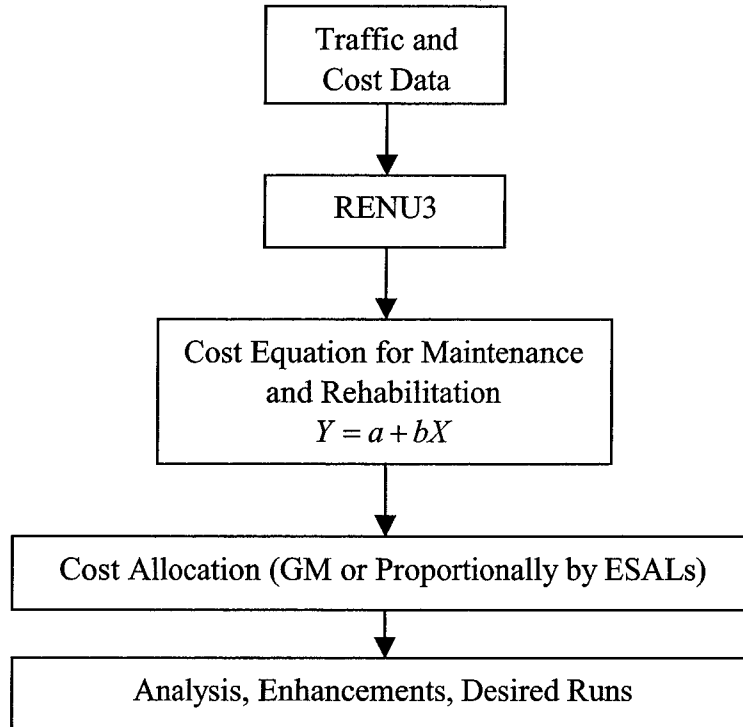 Traffic and
Cost Data
RENU3
Cost Equation for Maintenance
and Rehabilitation
Y = a + bX
Cost Allocation (GM or Proportionally by ESALs)
Analysis, Enhancements, Desired Runs